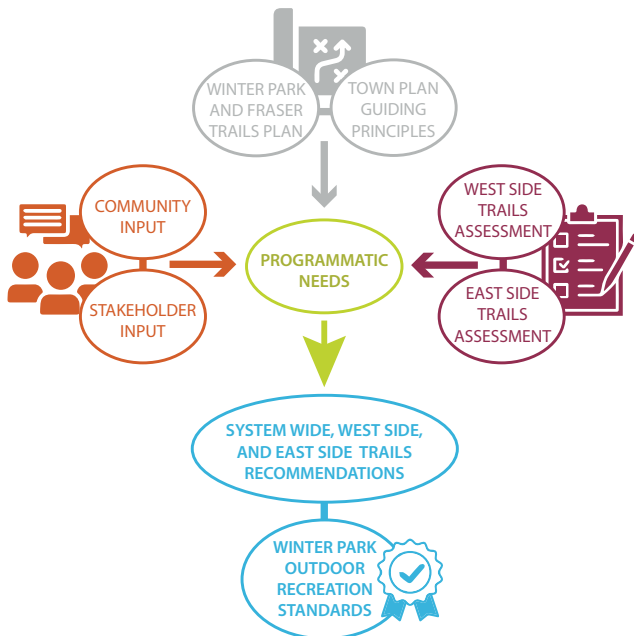 WINTER PARK
AND FRASER
TRAILS PLAN
TOWN PLAN
GUIDING
PRINCIPLES
COMMUNITY
INPUT
STAKEHOLDER
INPUT
PROGRAMMATIC
NEEDS
WEST SIDE
TRAILS
ASSESSMENT
EAST SIDE
TRAILS
ASSESSMENT
SYSTEM WIDE, WEST SIDE,
AND EAST SIDE TRAILS
RECOMMENDATIONS
WINTER PARK
OUTDOOR
RECREATION
STANDARDS